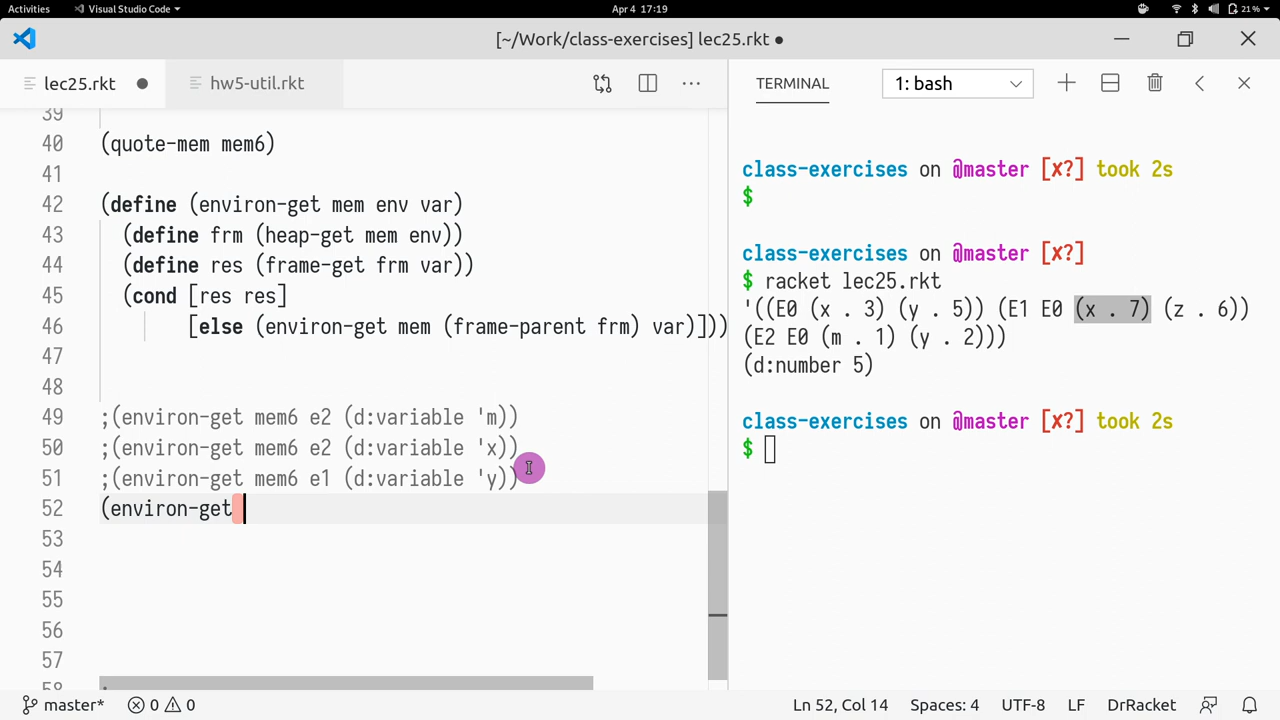 Activities
Visual Studio Code
Apr 4 17:19
21%
[~/Work/class-exercises] lec25.rkt ●
lec25.rkt
hw5-util.rkt
39
40 (quote-mem mem6)
41
42 (define (environ-get mem env var)
43 (define frm (heap-get mem env))
44 (define res (frame-get frm var))
45 (cond [res res]
46 [else (environ-get mem (frame-parent frm) var)]))
47
48
49 ;(environ-get mem6 e2 (d:variable 'm))
50 ;(environ-get mem6 e2 (d:variable 'x))
51 ;(environ-get mem6 e1 (d:variable 'y))
52 (environ-get
53
54
55
56
57
58
TERMINAL
1: bash
class-exercises on @master [✘?] took 2s
$
class-exercises on @master [✘?]
$ racket lec25.rkt
'((E0 (x . 3) (y . 5)) (E1 E0 (x . 7) (z . 6))
(E2 E0 (m . 1) (y . 2)))
(d:number 5)
class-exercises on @master [✘?] took 2s
$
master*
0
0
Ln 52, Col 14
Spaces: 4
UTF-8
LF
DrRacket